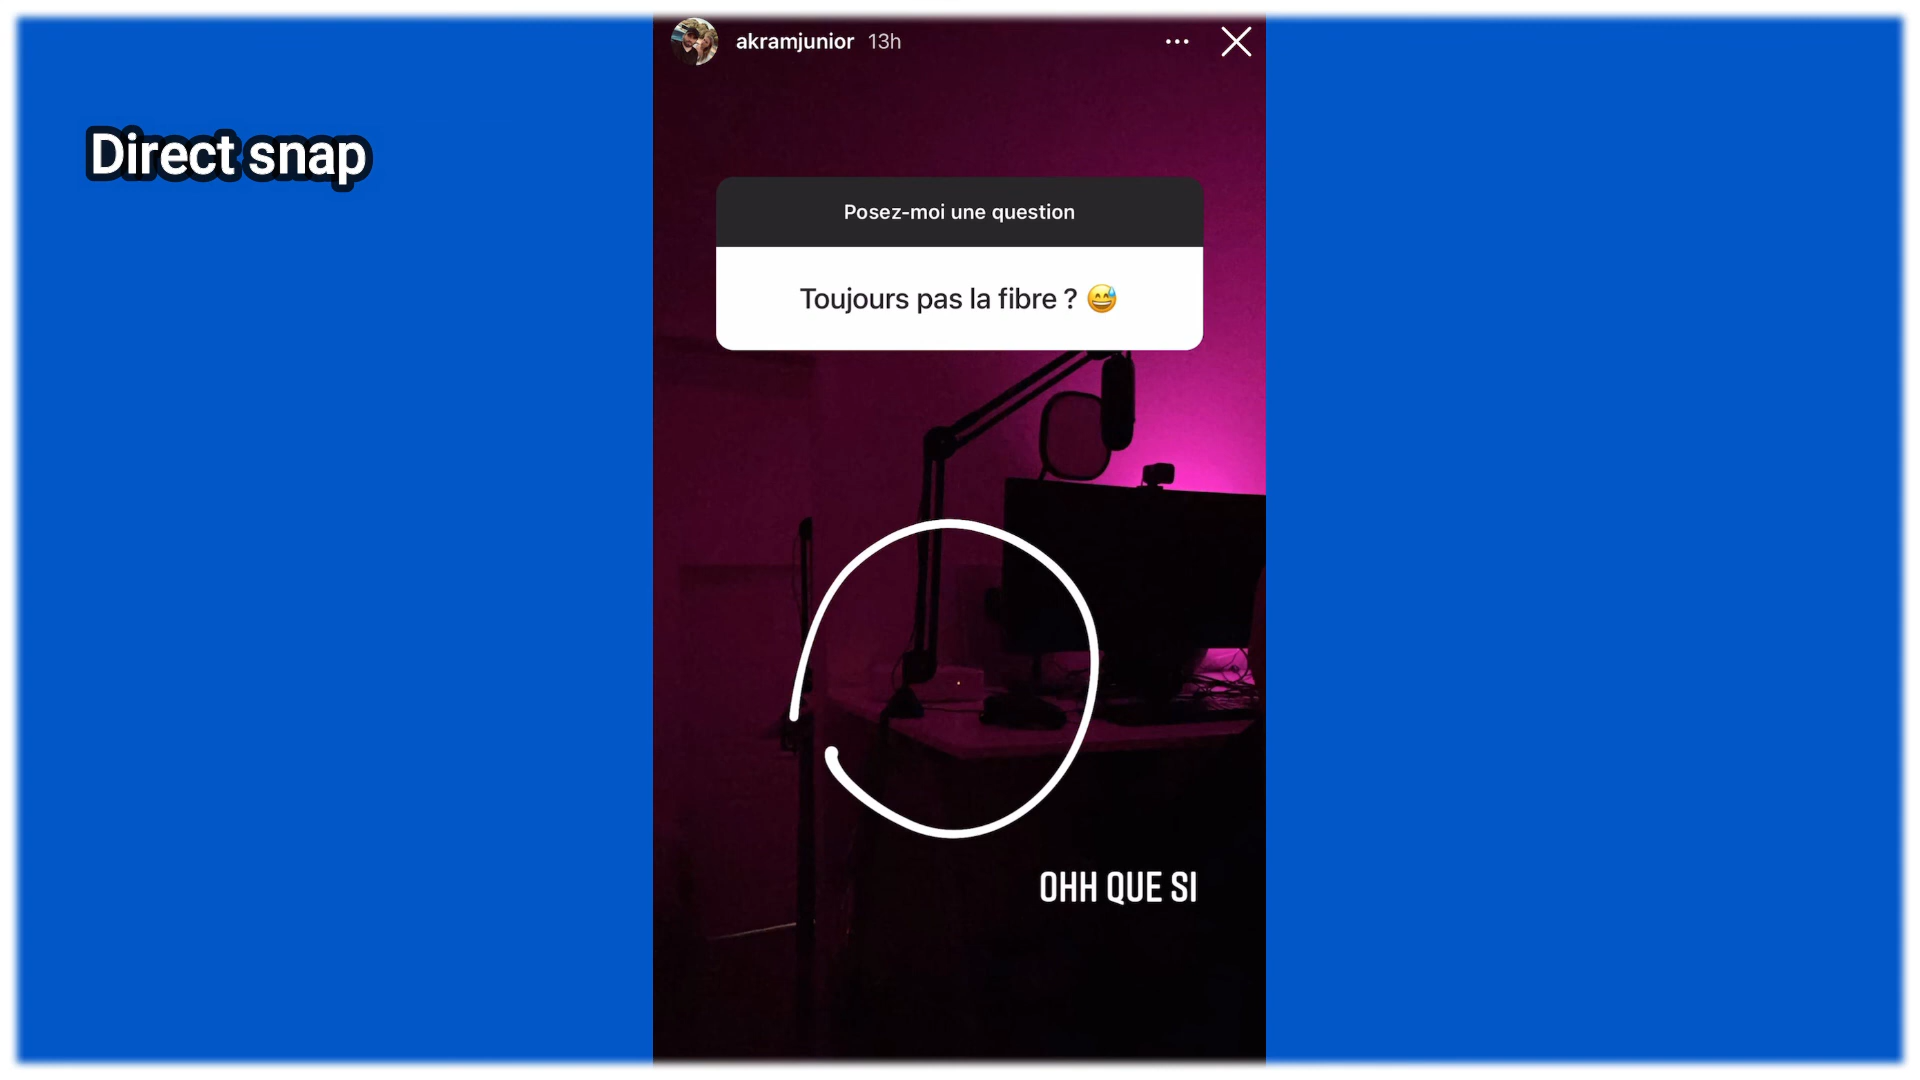 akramjunior 13h
Direct snap
Posez-moi une question
Toujours pas la fibre ? 😅
OHH QUE SI